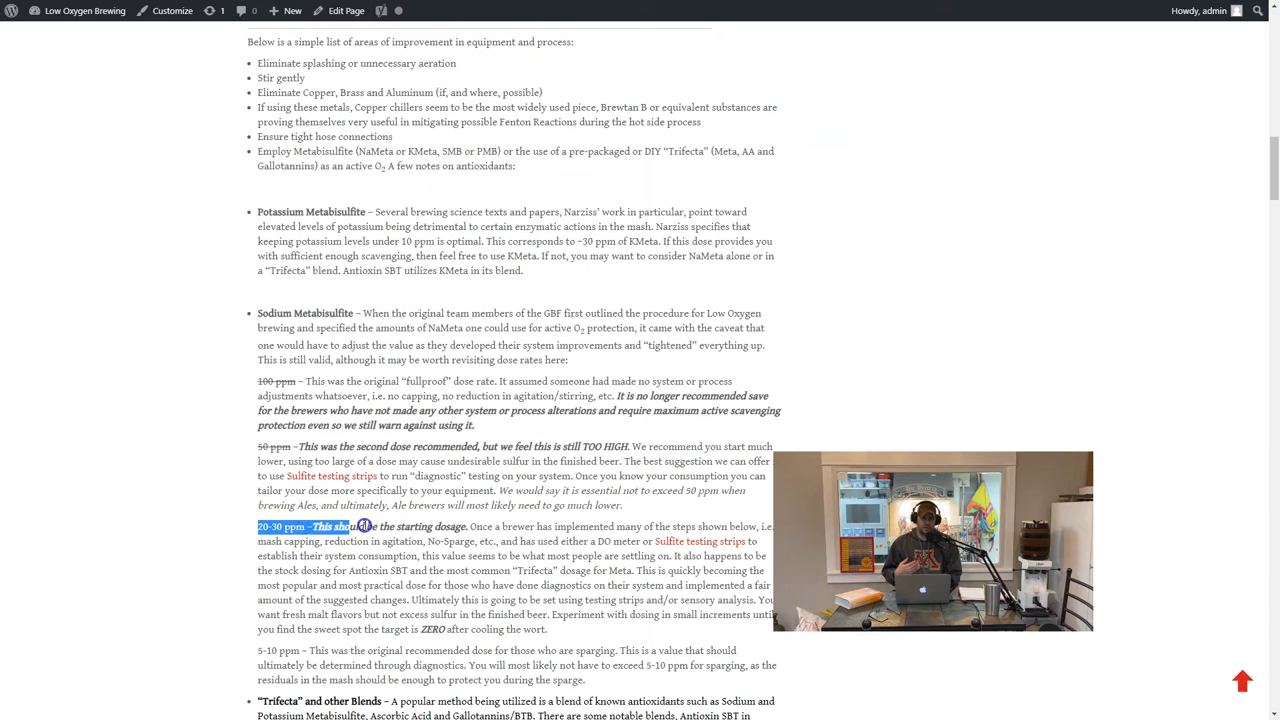 Low Oxygen Brewing Customize 1 0 New Edit Page Howdy, admin
Below is a simple list of areas of improvement in equipment and process:
Eliminate splashing or unnecessary aeration
Stir gently
Eliminate Copper, Brass and Aluminum (if, and where, possible)
If using these metals, Copper chillers seem to be the most widely used piece, Brewtan B or equivalent substances are
proving themselves very useful in mitigating possible Fenton Reactions during the hot side process
Ensure tight hose connections
Employ Metabisulfite (NaMeta or KMeta, SMB or PMB) or the use of a pre-packaged or DIY “Trifecta” (Meta, AA and
Gallotannins) as an active O2 A few notes on antioxidants:
Potassium Metabisulfite – Several brewing science texts and papers, Narziss’ work in particular, point toward
elevated levels of potassium being detrimental to certain enzymatic actions in the mash. Narziss specifies that
keeping potassium levels under 10 ppm is optimal. This corresponds to ~30 ppm of KMeta. If this dose provides you
with sufficient enough scavenging, then feel free to use KMeta. If not, you may want to consider NaMeta alone or in
a “Trifecta” blend. Antioxin SBT utilizes KMeta in its blend.
Sodium Metabisulfite – When the original team members of the GBF first outlined the procedure for Low Oxygen
brewing and specified the amounts of NaMeta one could use for active O2 protection, it came with the caveat that
one would have to adjust the value as they developed their system improvements and “tightened” everything up.
This is still valid, although it may be worth revisiting dose rates here:
100 ppm – This was the original “fullproof” dose rate. It assumed someone had made no system or process
adjustments whatsoever, i.e. no capping, no reduction in agitation/stirring, etc. It is no longer recommended save
for the brewers who have not made any other system or process alterations and require maximum active scavenging
protection even so we still warn against using it.
50 ppm –This was the second dose recommended, but we feel this is still TOO HIGH. We recommend you start much
lower, using too large of a dose may cause undesirable sulfur in the finished beer. The best suggestion we can offer
to use Sulfite testing strips to run “diagnostic” testing on your system. Once you know your consumption you can
tailor your dose more specifically to your equipment. We would say it is essential not to exceed 50 ppm when
brewing Ales, and ultimately, Ale brewers will most likely need to go much lower.
20-30 ppm –This should be the starting dosage. Once a brewer has implemented many of the steps shown below, i.e.
mash capping, reduction in agitation, No-Sparge, etc., and has used either a DO meter or Sulfite testing strips to
establish their system consumption, this value seems to be what most people are settling on. It also happens to be
the stock dosing for Antioxin SBT and the most common “Trifecta” dosage for Meta. This is quickly becoming the
most popular and most practical dose for those who have done diagnostics on their system and implemented a fair
amount of the suggested changes. Ultimately this is going to be set using testing strips and/or sensory analysis. You
want fresh malt flavors but not excess sulfur in the finished beer. Experiment with dosing in small increments until
you find the sweet spot the target is ZERO after cooling the wort.
5-10 ppm – This was the original recommended dose for those who are sparging. This is a value that should
ultimately be determined through diagnostics. You will most likely not have to exceed 5-10 ppm for sparging, as the
residuals in the mash should be enough to protect you during the sparge.
“Trifecta” and other Blends – A popular method being utilized is a blend of known antioxidants such as Sodium and
Potassium Metabisulfite, Ascorbic Acid and Gallotannins/BTB. There are some notable blends, Antioxin SBT in